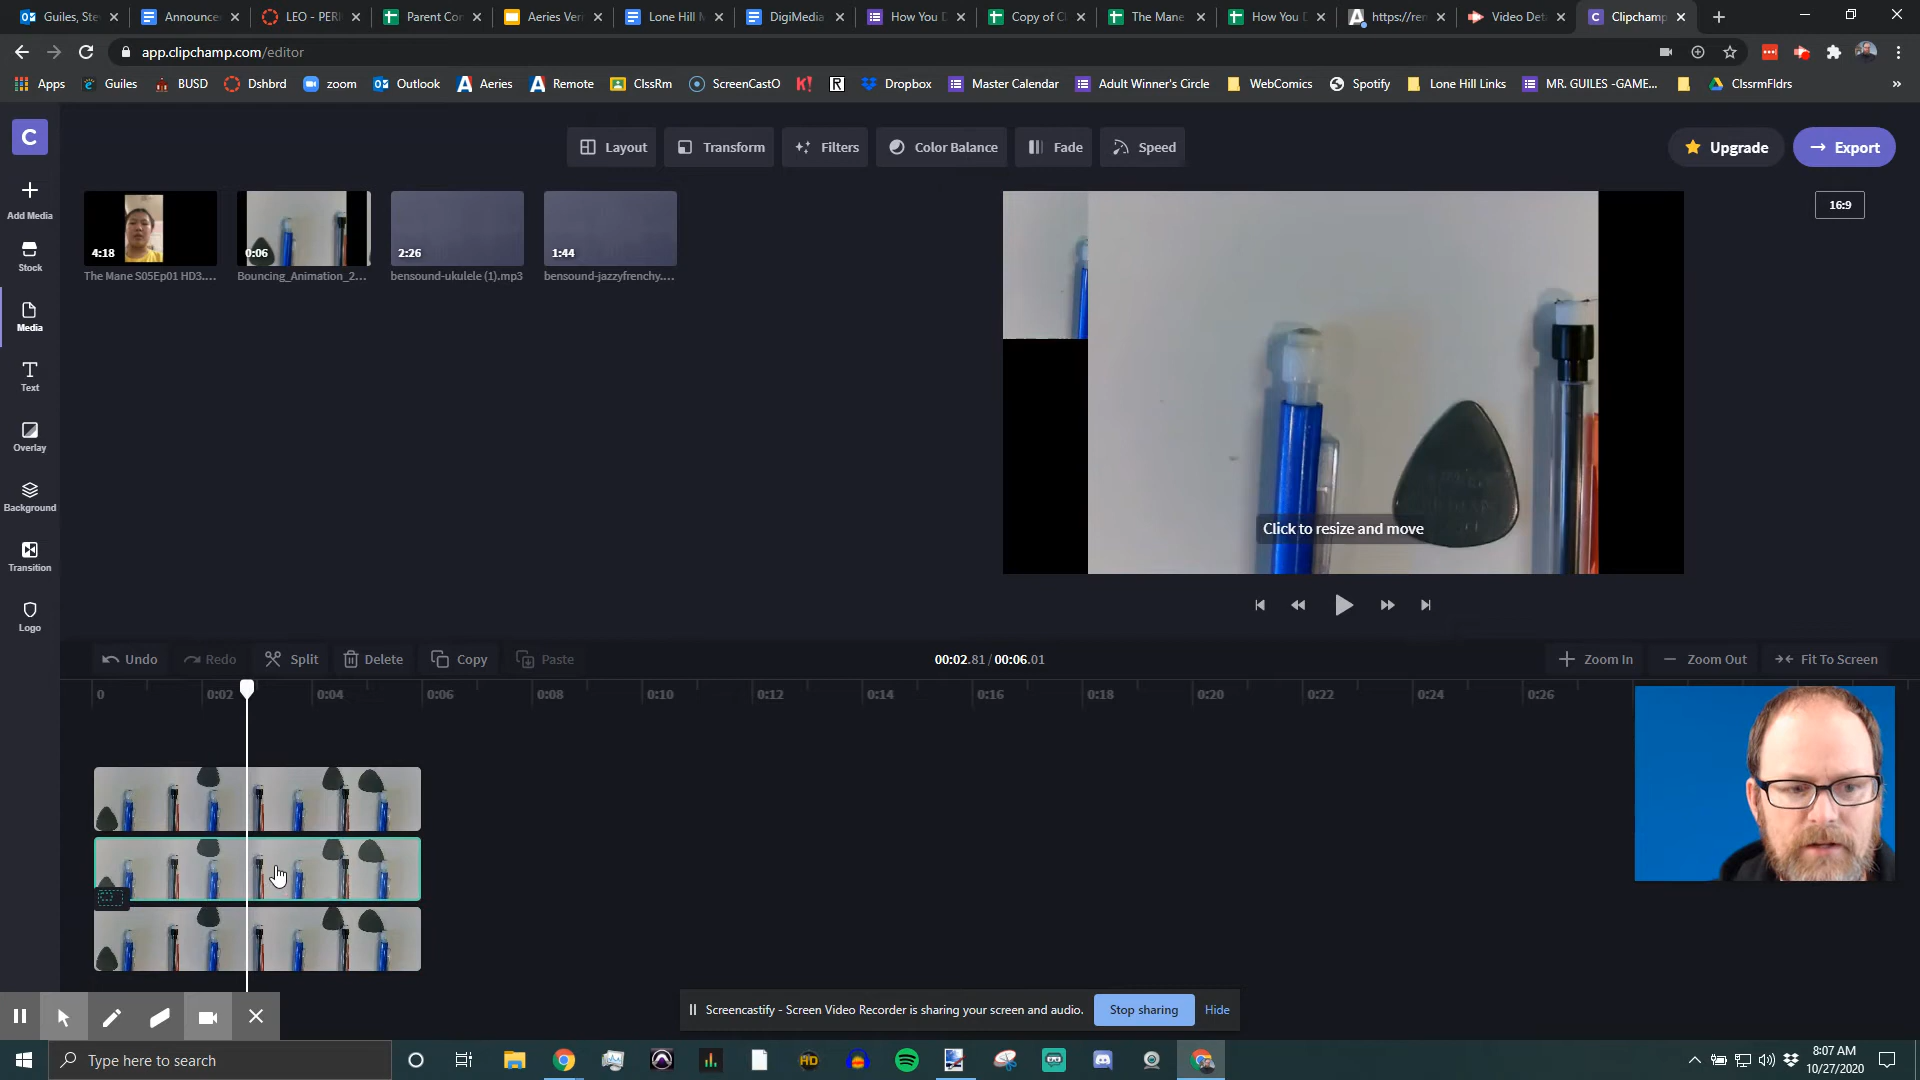 Guiles, Ste
Announce
LEO - PERI
Parent Cor
Aeries Veri
Lone Hill M
DigiMedia
How You D
Copy of Cl
The Mane
How You D
https://ren
Video Deta
Clipchamp
app.clipchamp.com/editor
Apps
Guiles
BUSD
Dshbrd
zoom
Outlook
Aeries
Remote
ClssRm
ScreenCastO
K!
R
Dropbox
Master Calendar
Adult Winner's Circle
WebComics
Spotify
Lone Hill Links
MR. GUILES -GAME...
ClssrmFldrs
»
C
Layout
Transform
Filters
Color Balance
Fade
Speed
Upgrade
Export
Add Media
Stock
Media
Text
Overlay
Background
Transition
Logo
4:18
0:06
2:26
1:44
The Mane S05Ep01 HD3....
Bouncing_Animation_2...
bensound-ukulele (1).mp3
bensound-jazzyfrenchy....
16:9
Click to resize and move
Undo
Redo
Split
Delete
Copy
Paste
00:02.81 / 00:06.01
Zoom In
Zoom Out
Fit To Screen
0
0:02
0:04
0:06
0:08
0:10
0:12
0:14
0:16
0:18
0:20
0:22
0:24
0:26
Screencastify - Screen Video Recorder is sharing your screen and audio.
Stop sharing
Hide
Type here to search
8:07 AM
10/27/2020